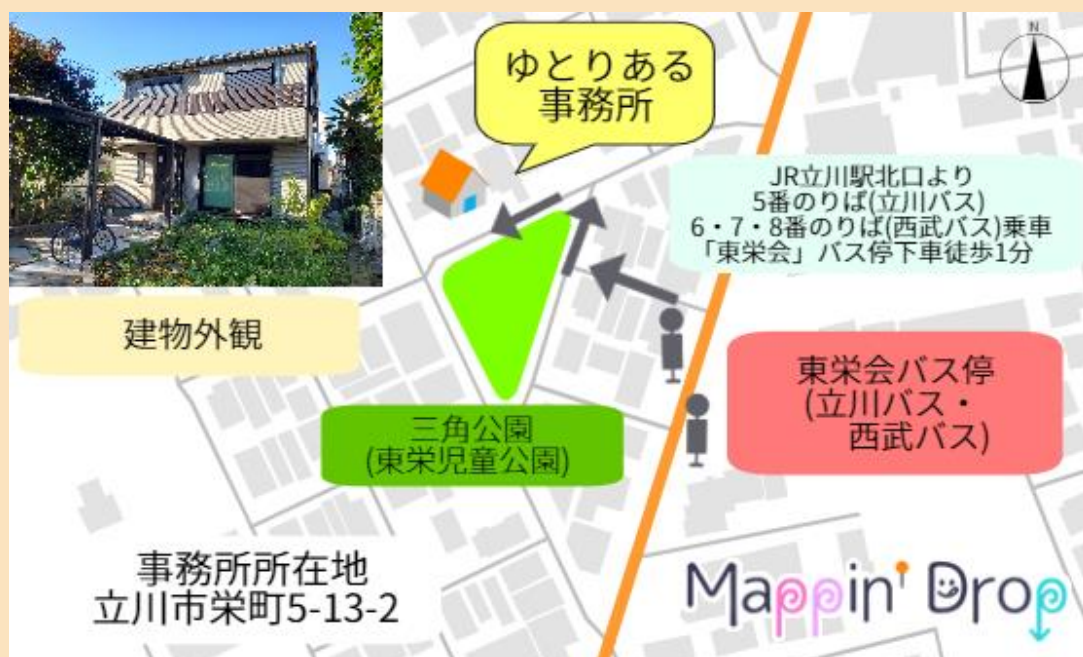 ゆとりある
事務所
N
JR立川駅北口より
5番のりば(立川バス)
6・7・8番のりば(西武バス)乗車
「東栄会」バス停下車徒歩1分
建物外観
東栄会バス停
(立川バス・
西武バス)
三角公園
(東栄児童公園)
事務所所在地
立川市栄町5-13-2
Mappin' Drop